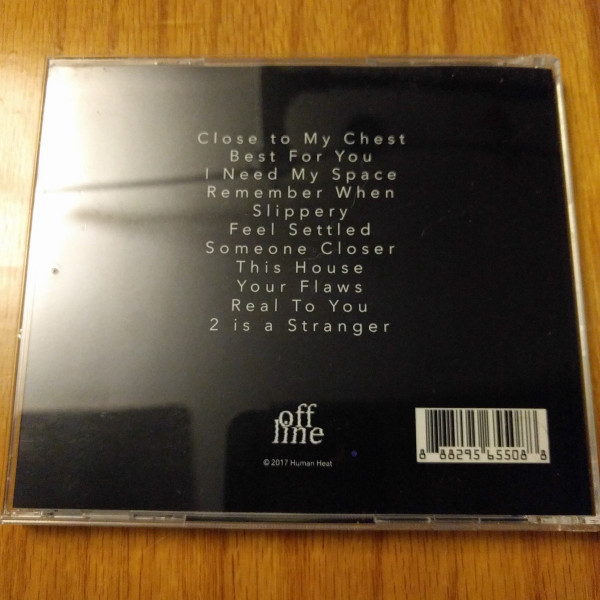 Close to My Chest
Best For You
I Need My Space
Remember When
Slippery
Feel Settled
Someone Closer
This House
Your Flaws
Real To You
2 is a Stranger
off
line
© 2017 Human Heat
8 88295 65508 8